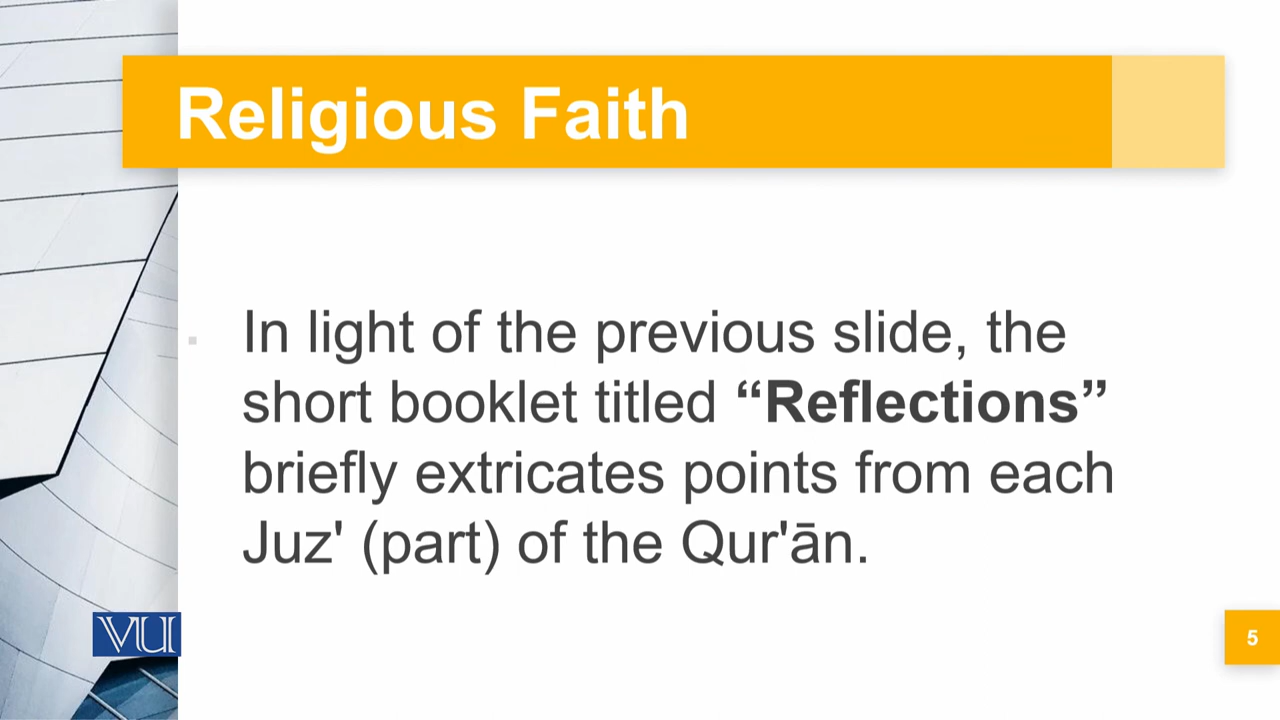 Religious Faith
In light of the previous slide, the
short booklet titled “Reflections”
briefly extricates points from each
Juz' (part) of the Qur'ān.
VU
5